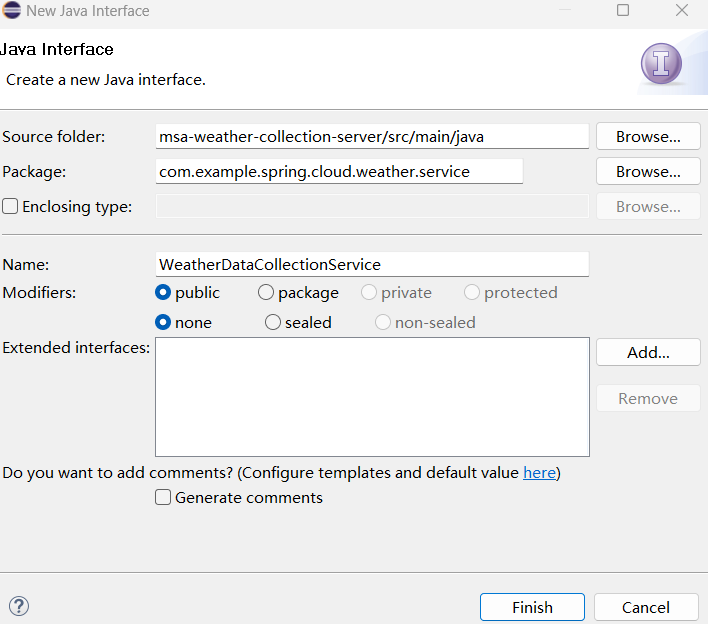 New Java Interface
Java Interface
Create a new Java interface.
I
Source folder: msa-weather-collection-server/src/main/java Browse...
Package: com.example.spring.cloud.weather.service Browse...
Enclosing type: Browse...
Name: WeatherDataCollectionService
Modifiers: public package private protected
none sealed non-sealed
Extended interfaces: Add...
Remove
Do you want to add comments? (Configure templates and default value here)
Generate comments
? Finish Cancel